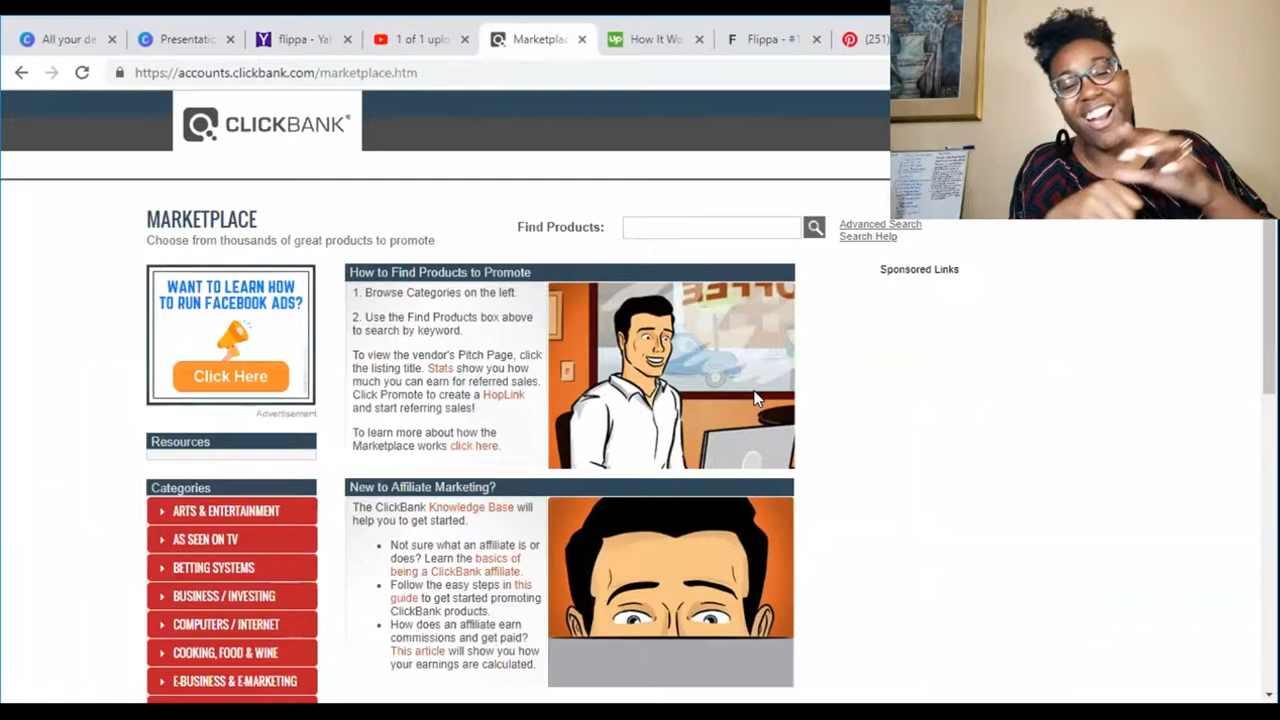 All your de
Presentat
flippa - Yah
1 of 1 uplo
Marketplac
How It Wo
Flippa - #1
(251)
https://accounts.clickbank.com/marketplace.htm
CLICKBANK®
MARKETPLACE
Choose from thousands of great products to promote
Find Products:
Advanced Search
Search Help
WANT TO LEARN HOW
TO RUN FACEBOOK ADS?
Click Here
Advertisement
Resources
Categories
ARTS & ENTERTAINMENT
AS SEEN ON TV
BETTING SYSTEMS
BUSINESS / INVESTING
COMPUTERS / INTERNET
COOKING, FOOD & WINE
E-BUSINESS & E-MARKETING
How to Find Products to Promote
1. Browse Categories on the left.
2. Use the Find Products box above
to search by keyword.
To view the vendor's Pitch Page, click
the listing title. Stats show you how
much you can earn for referred sales.
Click Promote to create a HopLink
and start referring sales!
To learn more about how the
Marketplace works click here.
COFFEE
New to Affiliate Marketing?
The ClickBank Knowledge Base will
help you to get started.
Not sure what an affiliate is or
does? Learn the basics of
being a ClickBank affiliate.
Follow the easy steps in this
guide to get started promoting
ClickBank products.
How does an affiliate earn
commissions and get paid?
This article will show you how
your earnings are calculated.
Sponsored Links